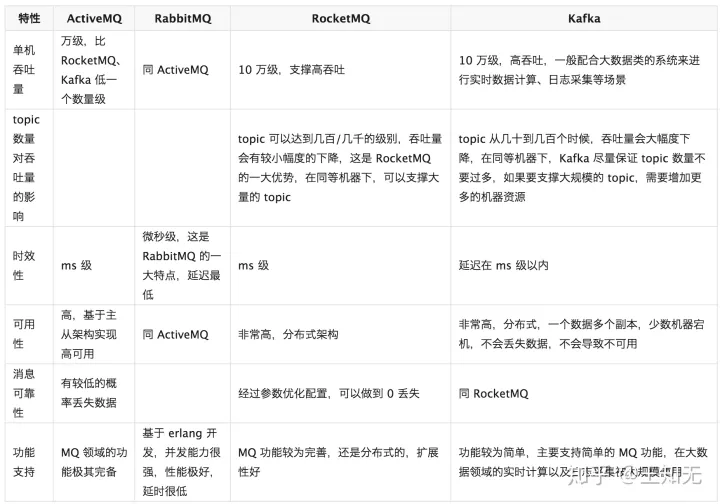 特性 ActiveMQ RabbitMQ RocketMQ Kafka
单机
吞吐
量
万级，比
RocketMQ、
Kafka 低一
个数量级
同 ActiveMQ
10 万级，支撑高吞吐
10 万级，高吞吐，一般配合大数据类的系统来进
行实时数据计算、日志采集等场景
topic
数量
对吞
吐量
的影
响
topic 可以达到几百/几千的级别，吞吐量
会有较小幅度的下降，这是 RocketMQ
的一大优势，在同等机器下，可以支撑大
量的 topic
topic 从几十到几百个时候，吞吐量会大幅度下
降，在同等机器下，Kafka 尽量保证 topic 数量不
要过多，如果要支撑大规模的 topic，需要增加更
多的机器资源
时效
性
ms 级
微秒级，这是
RabbitMQ 的一
大特点，延迟最
低
ms 级
延迟在 ms 级以内
可用
性
高，基于主
从架构实现
高可用
同 ActiveMQ
非常高，分布式架构
非常高，分布式，一个数据多个副本，少数机器宕
机，不会丢失数据，不会导致不可用
消息
可靠
性
有较低的概
率丢失数据
经过参数优化配置，可以做到 0 丢失
同 RocketMQ
功能
支持
MQ 领域的功
能极其完备
基于 erlang 开
发，并发能力很
强，性能极好，
延时很低
MQ 功能较为完善，还是分布式的，扩展
性好
功能较为简单，主要支持简单的 MQ 功能，在大数
据领域的实时计算以及
知乎